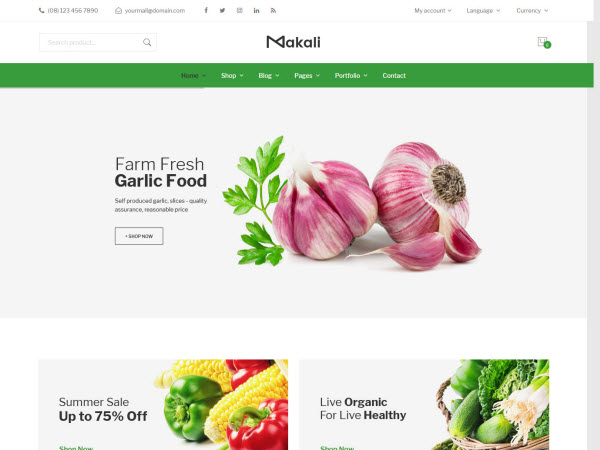 (08) 123 456 7890 yourmail@domain.com My account Language Currency
Search product... Makali
Home Shop Blog Pages Portfolio Contact
Farm Fresh
Garlic Food
Self produced garlic, slices - quality
assurance, reasonable price
+ SHOP NOW
Summer Sale
Up to 75% Off
Shop Now
Live Organic
For Live Healthy
Shop Now